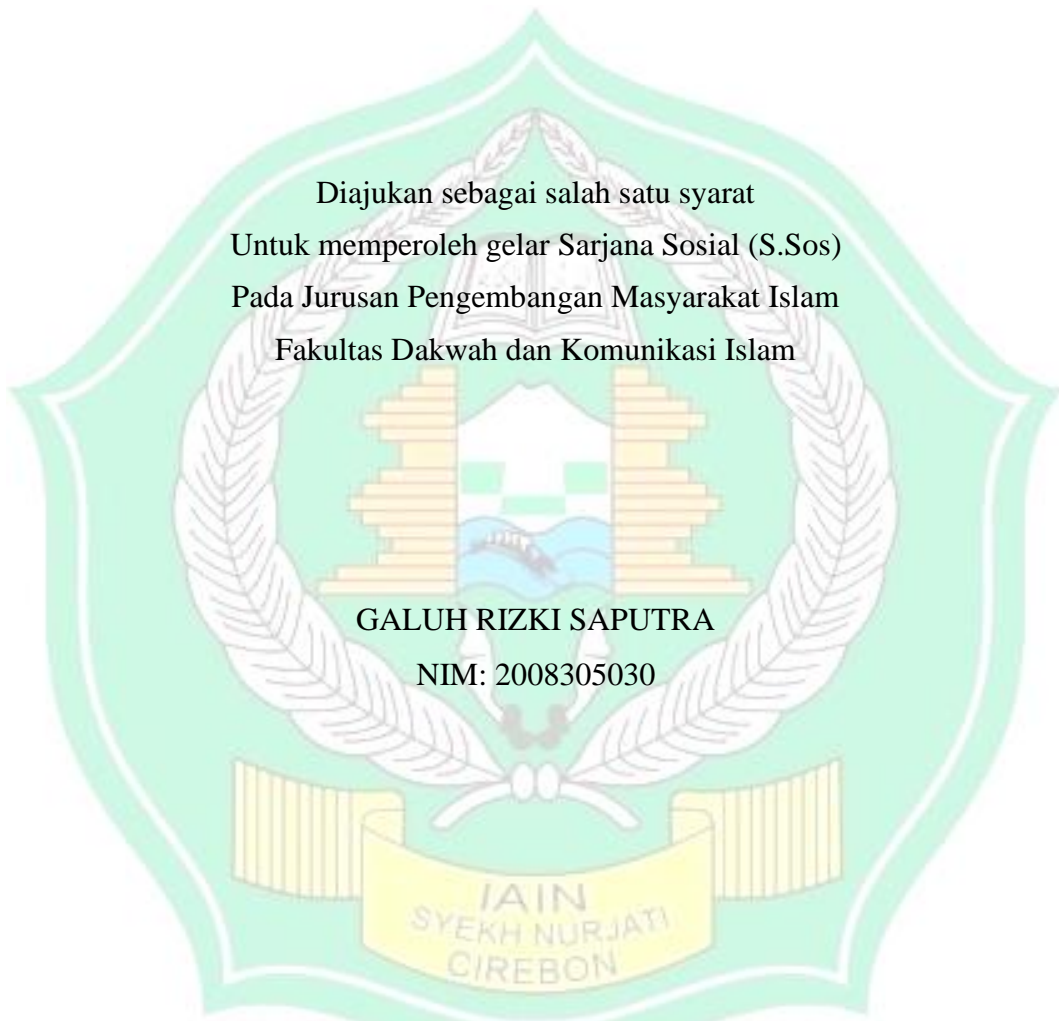 Diajukan sebagai salah satu syarat
Untuk memperoleh gelar Sarjana Sosial (S.Sos)
Pada Jurusan Pengembangan Masyarakat Islam
Fakultas Dakwah dan Komunikasi Islam
GALUH RIZKI SAPUTRA
NIM: 2008305030
IAIN
SYEKH NURJATI
CIREBON